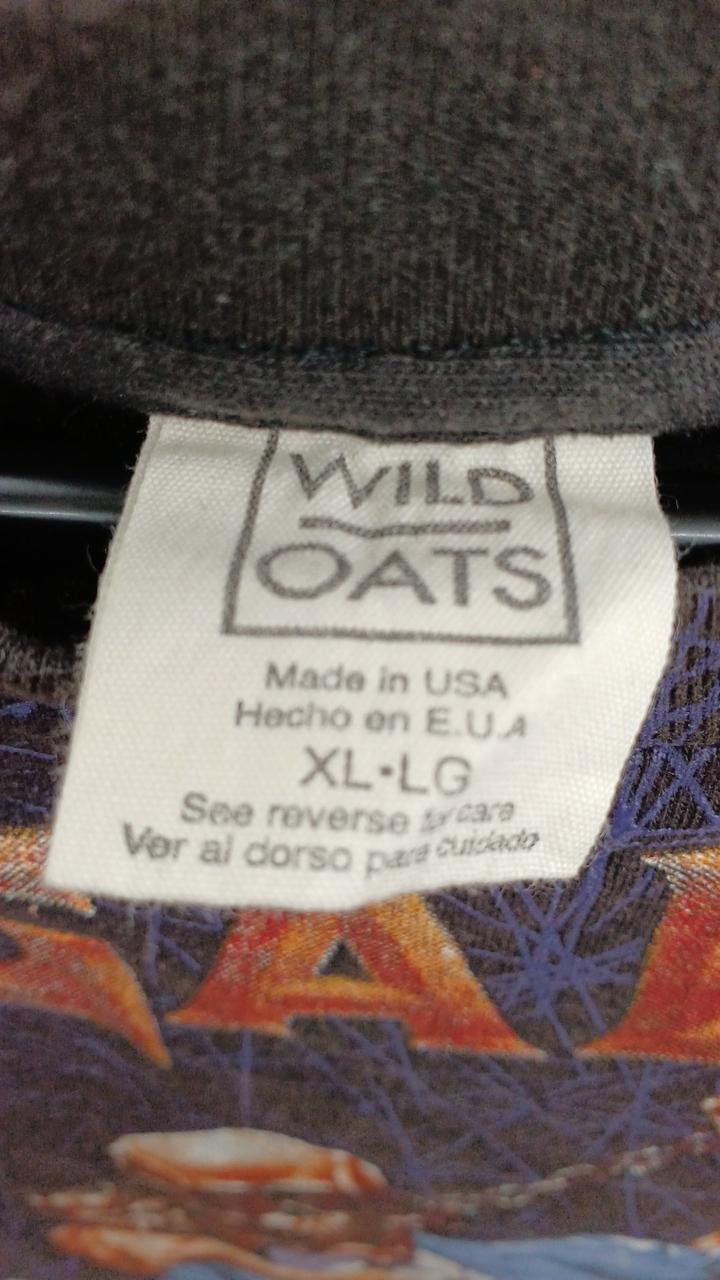 WILD
OATS
Made in USA
Hecho en E.U.A
XL•LG
See reverse for care
Ver al dorso para cuidado